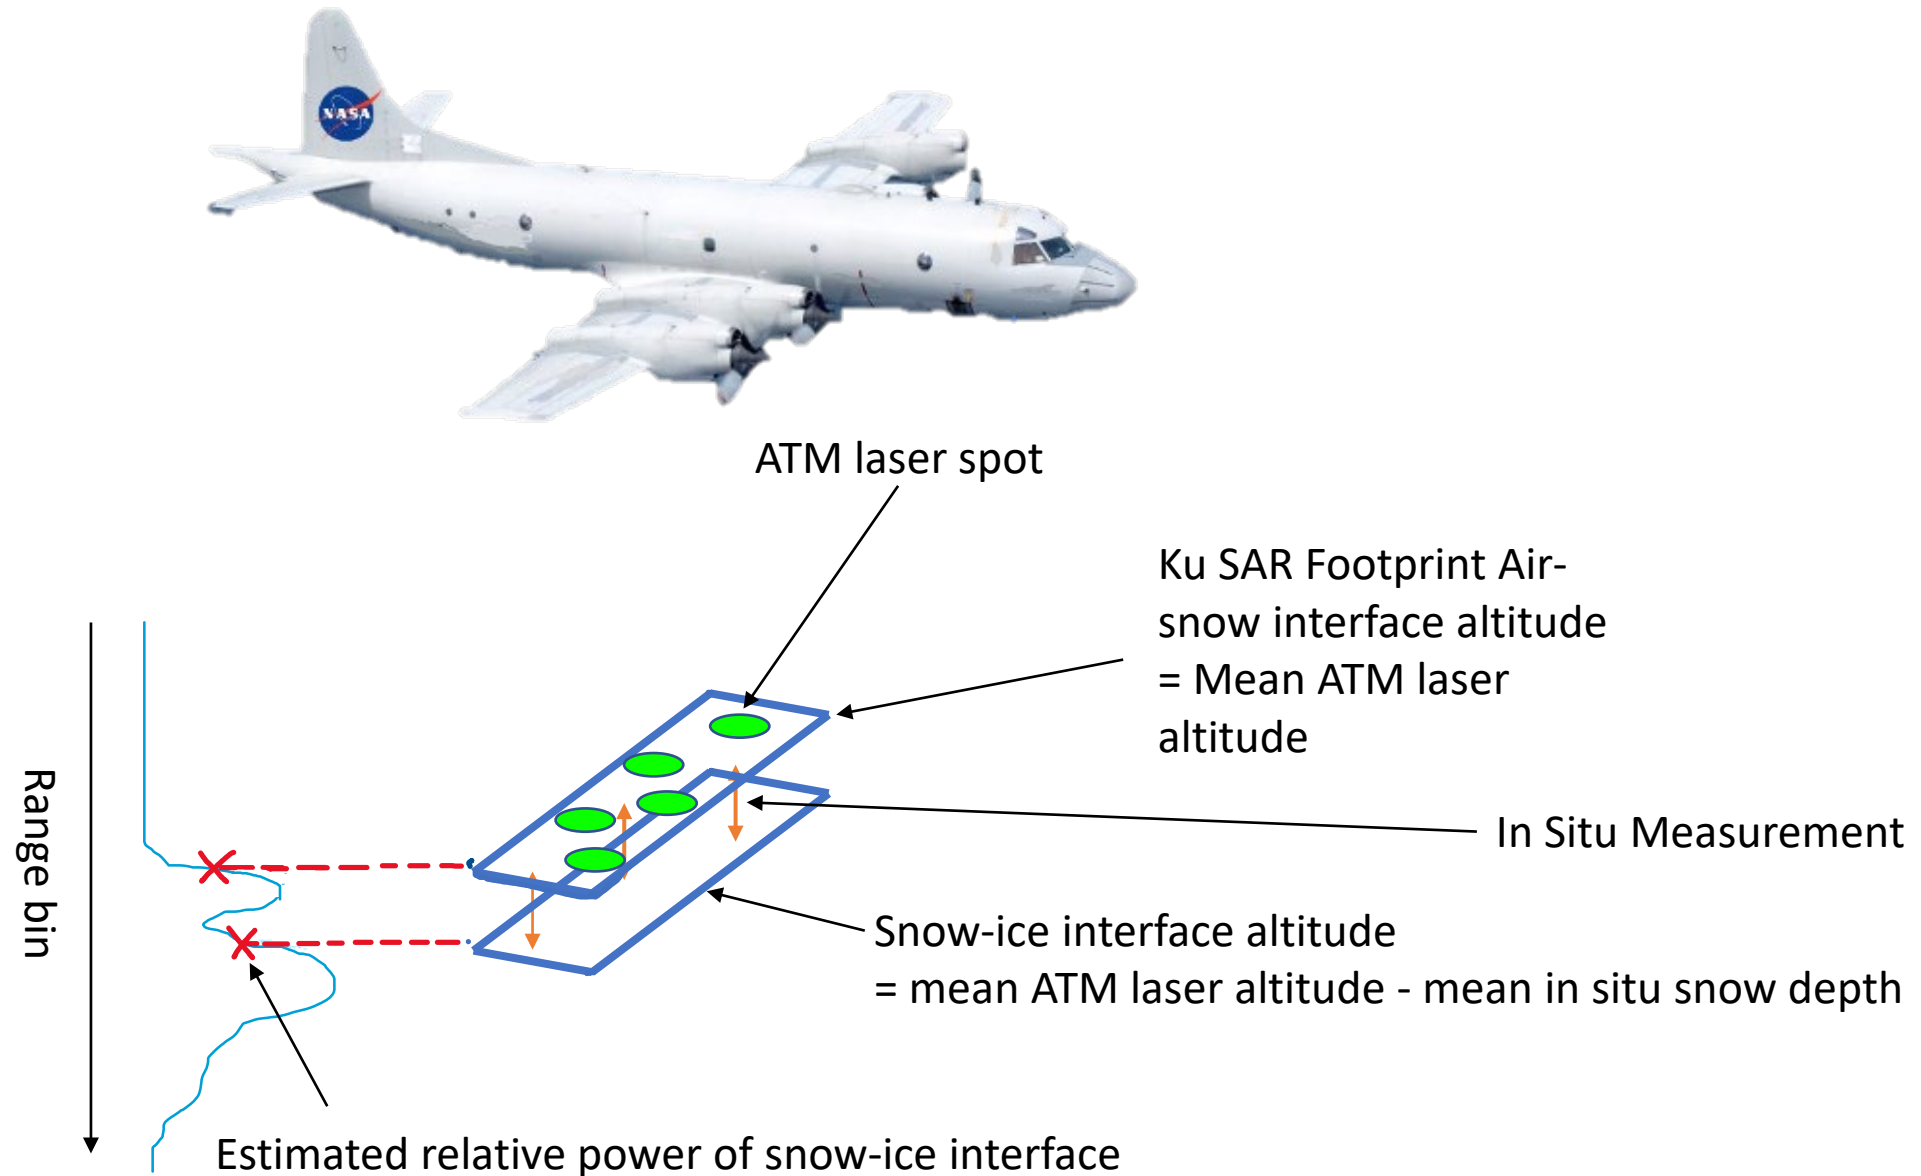 NASA
ATM laser spot
Ku SAR Footprint Air-
snow interface altitude
= Mean ATM laser
altitude
Range bin
In Situ Measurement
Snow-ice interface altitude
= mean ATM laser altitude - mean in situ snow depth
Estimated relative power of snow-ice interface